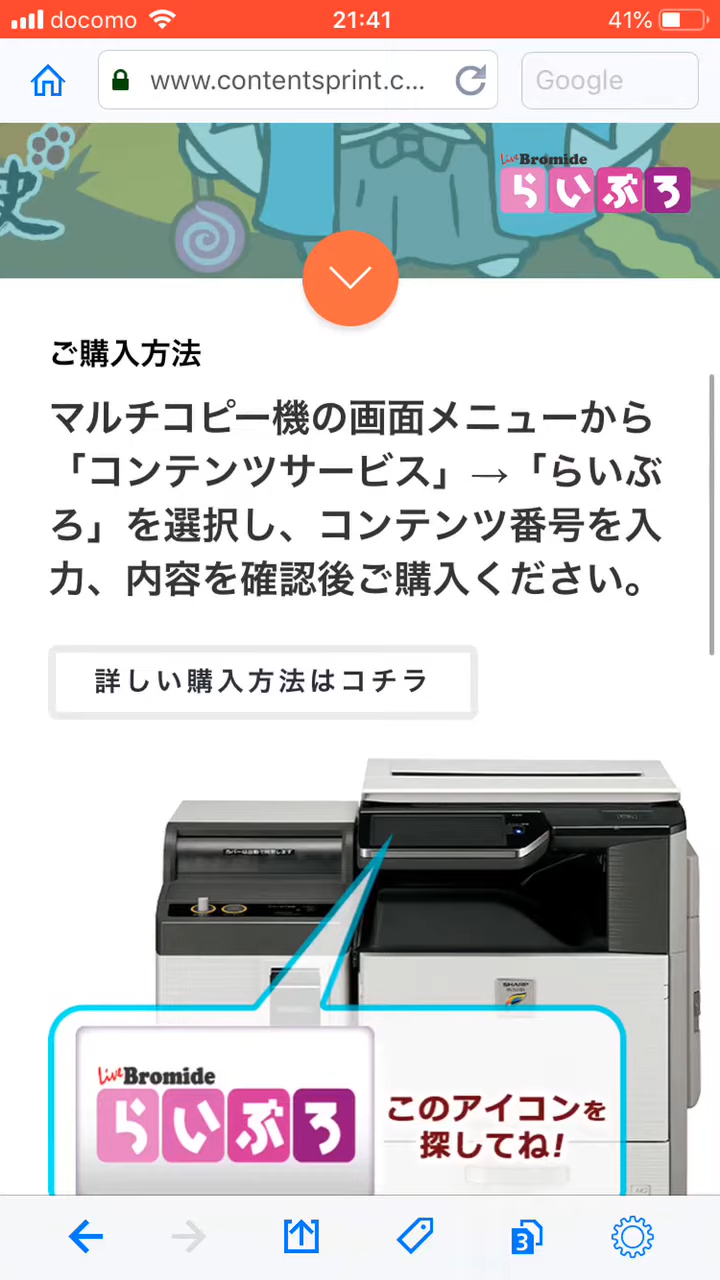 docomo 21:41 41%
www.contentsprint.c... Google
史
LiveBromide
らいぶろ
ご購入方法
マルチコピー機の画面メニューから
「コンテンツサービス」→「らいぶ
ろ」を選択し、コンテンツ番号を入
力、内容を確認後ご購入ください。
詳しい購入方法はコチラ
SHARP
LiveBromide
らいぶろ
このアイコンを
探してね!
3